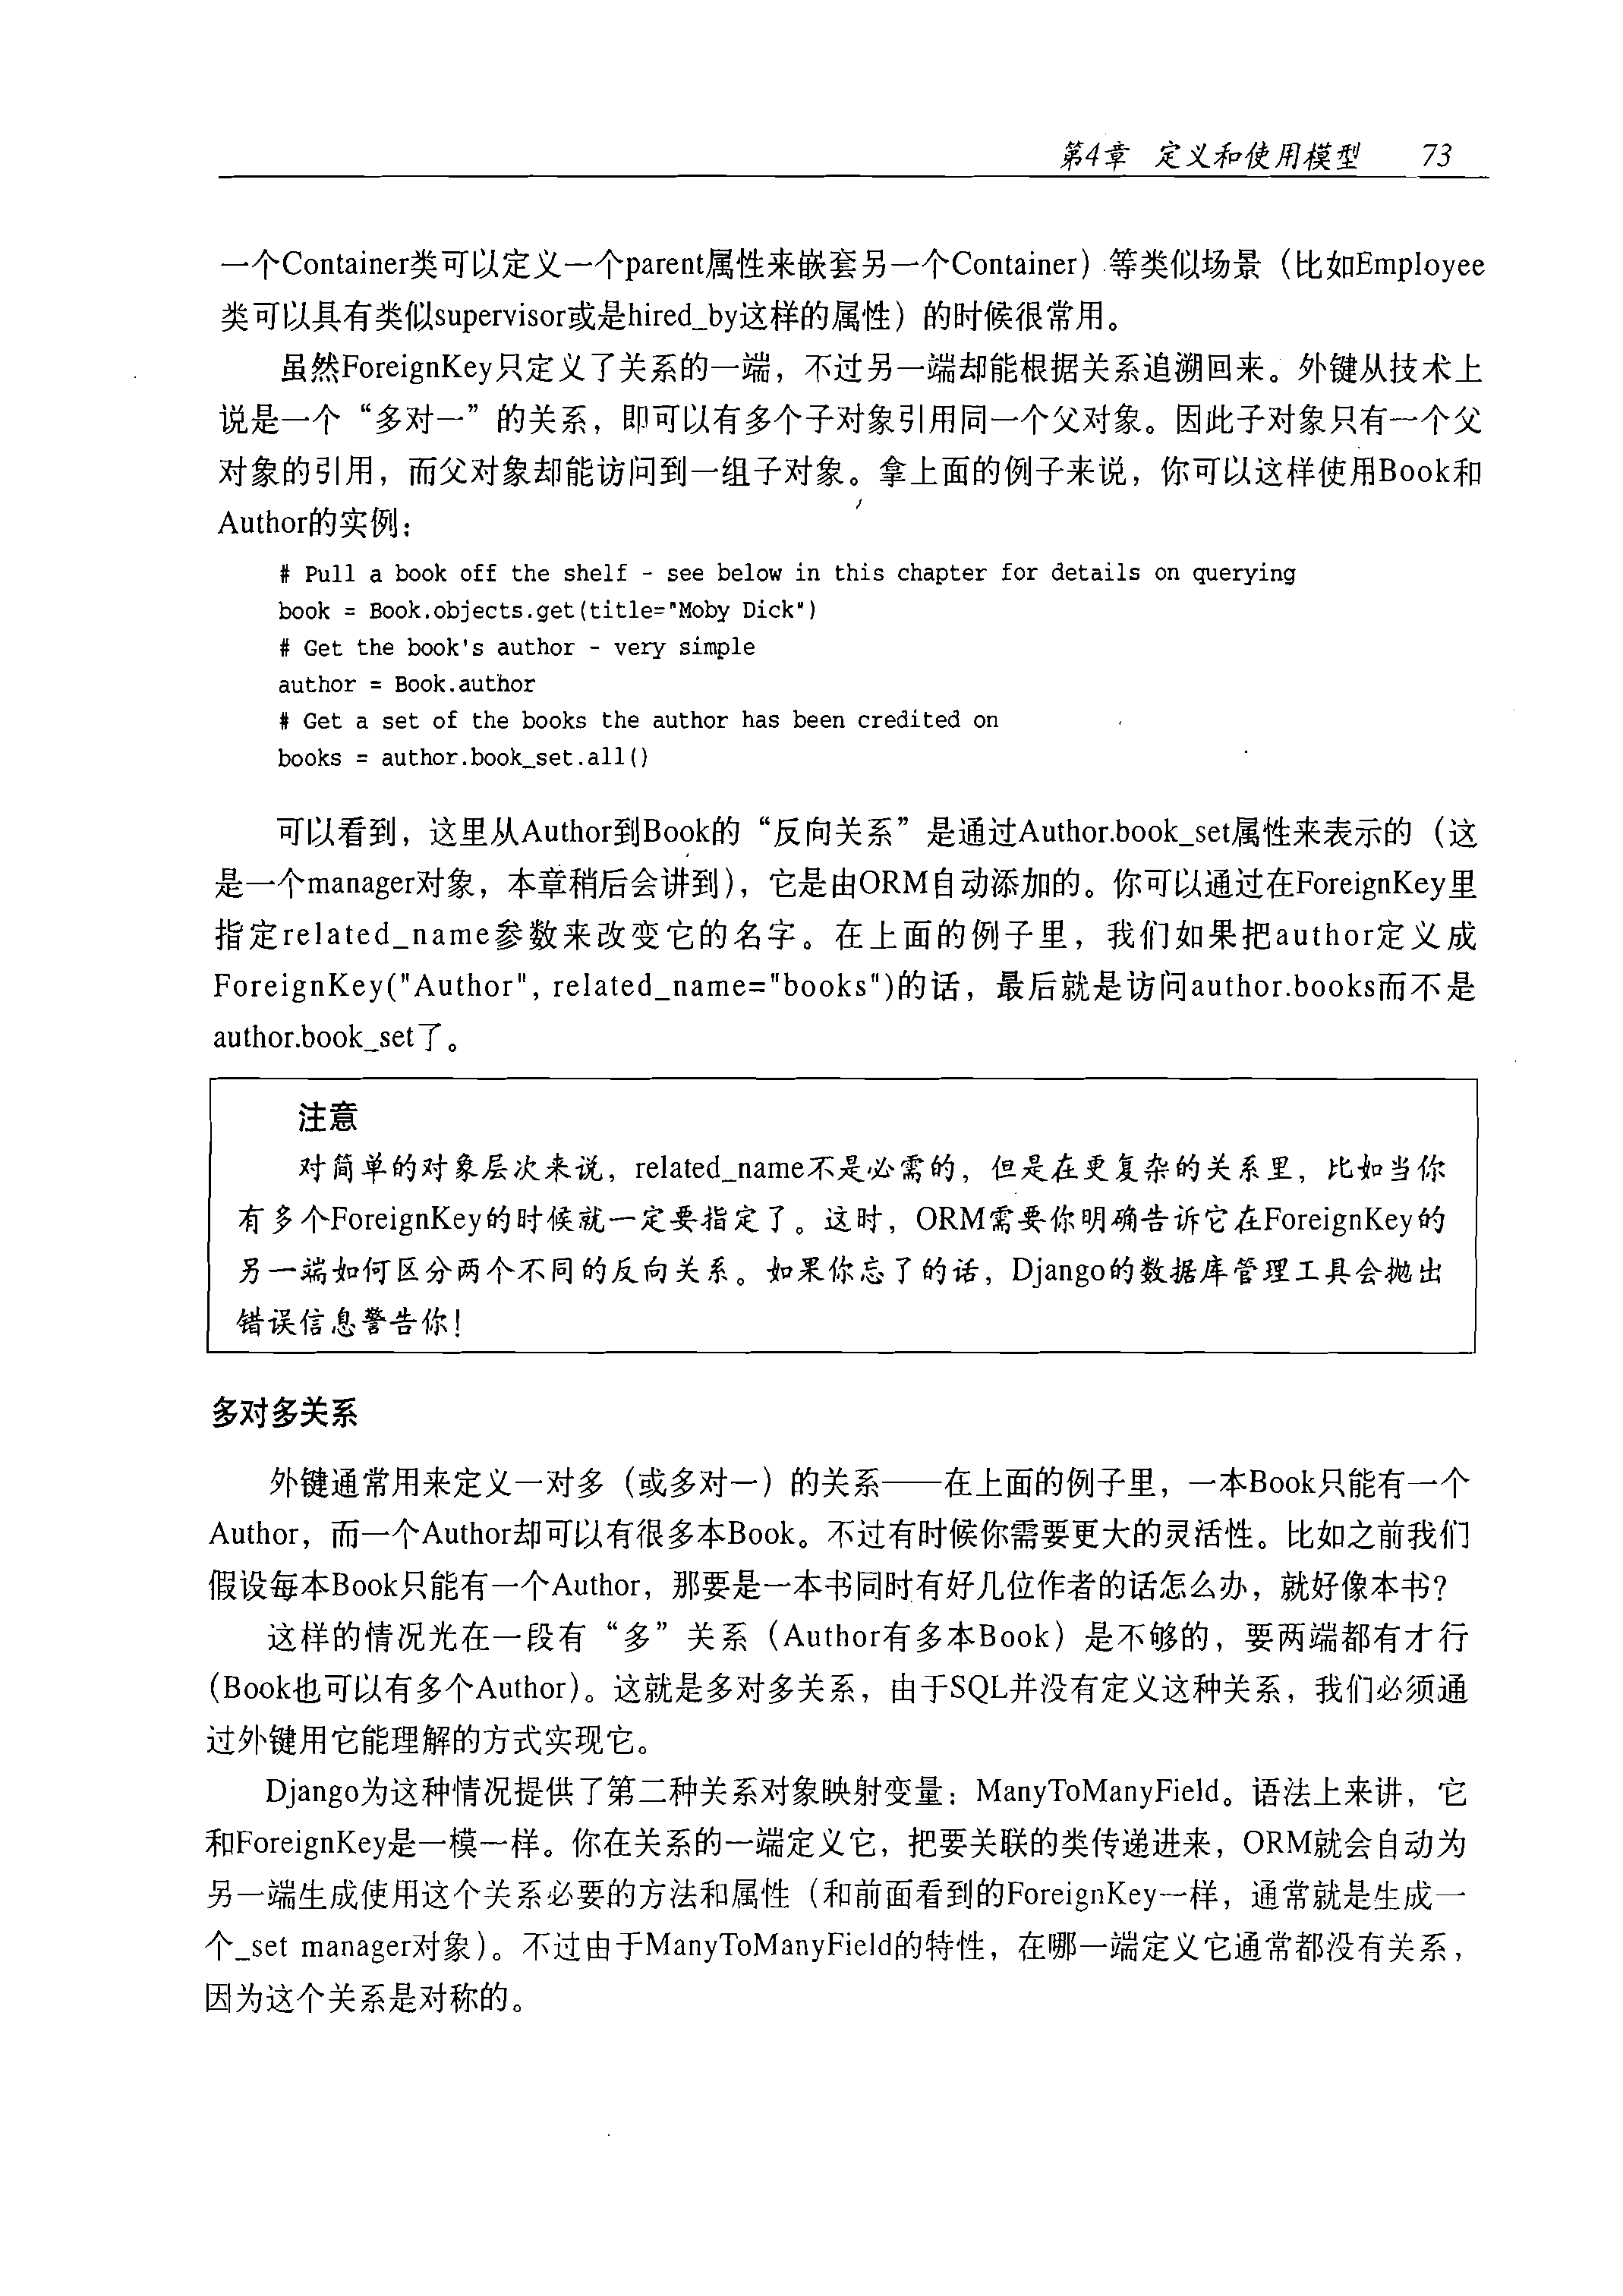 第4章 定义和使用模型 73
一个Container类可以定义一个parent属性来嵌套另一个Container）等类似场景（比如Employee
类可以具有类似supervisor或是hired_by这样的属性）的时候很常用。
虽然ForeignKey只定义了关系的一端，不过另一端却能根据关系追溯回来。外键从技术上
说是一个“多对一”的关系，即可以有多个子对象引用同一个父对象。因此子对象只有一个父
对象的引用，而父对象却能访问到一组子对象。拿上面的例子来说，你可以这样使用Book和
Author的实例：
# Pull a book off the shelf - see below in this chapter for details on querying
book = Book.objects.get(title="Moby Dick")
# Get the book's author - very simple
author = Book.author
# Get a set of the books the author has been credited on
books = author.book_set.all()
可以看到，这里从Author到Book的“反向关系”是通过Author.book_set属性来表示的（这
是一个manager对象，本章稍后会讲到），它是由ORM自动添加的。你可以通过在ForeignKey里
指定related_name参数来改变它的名字。在上面的例子里，我们如果把author定义成
ForeignKey("Author", related_name="books")的话，最后就是访问author.books而不是
author.book_set了。
注意
对简单的对象层次来说，related_name不是必需的，但是在更复杂的关系里，比如当你
有多个ForeignKey的时候就一定要指定了。这时，ORM需要你明确告诉它在ForeignKey的
另一端如何区分两个不同的反向关系。如果你忘了的话，Django的数据库管理工具会抛出
错误信息警告你！
多对多关系
外键通常用来定义一对多（或多对一）的关系——在上面的例子里，一本Book只能有一个
Author，而一个Author却可以有很多本Book。不过有时候你需要更大的灵活性。比如之前我们
假设每本Book只能有一个Author，那要是一本书同时有好几位作者的话怎么办，就好像本书？
这样的情况光在一段有“多”关系（Author有多本Book）是不够的，要两端都有才行
（Book也可以有多个Author）。这就是多对多关系，由于SQL并没有定义这种关系，我们必须通
过外键用它能理解的方式实现它。
Django为这种情况提供了第二种关系对象映射变量：ManyToManyField。语法上来讲，它
和ForeignKey是一模一样。你在关系的一端定义它，把要关联的类传递进来，ORM就会自动为
另一端生成使用这个关系必要的方法和属性（和前面看到的ForeignKey一样，通常就是生成一
个_set manager对象）。不过由于ManyToManyField的特性，在哪一端定义它通常都没有关系，
因为这个关系是对称的。